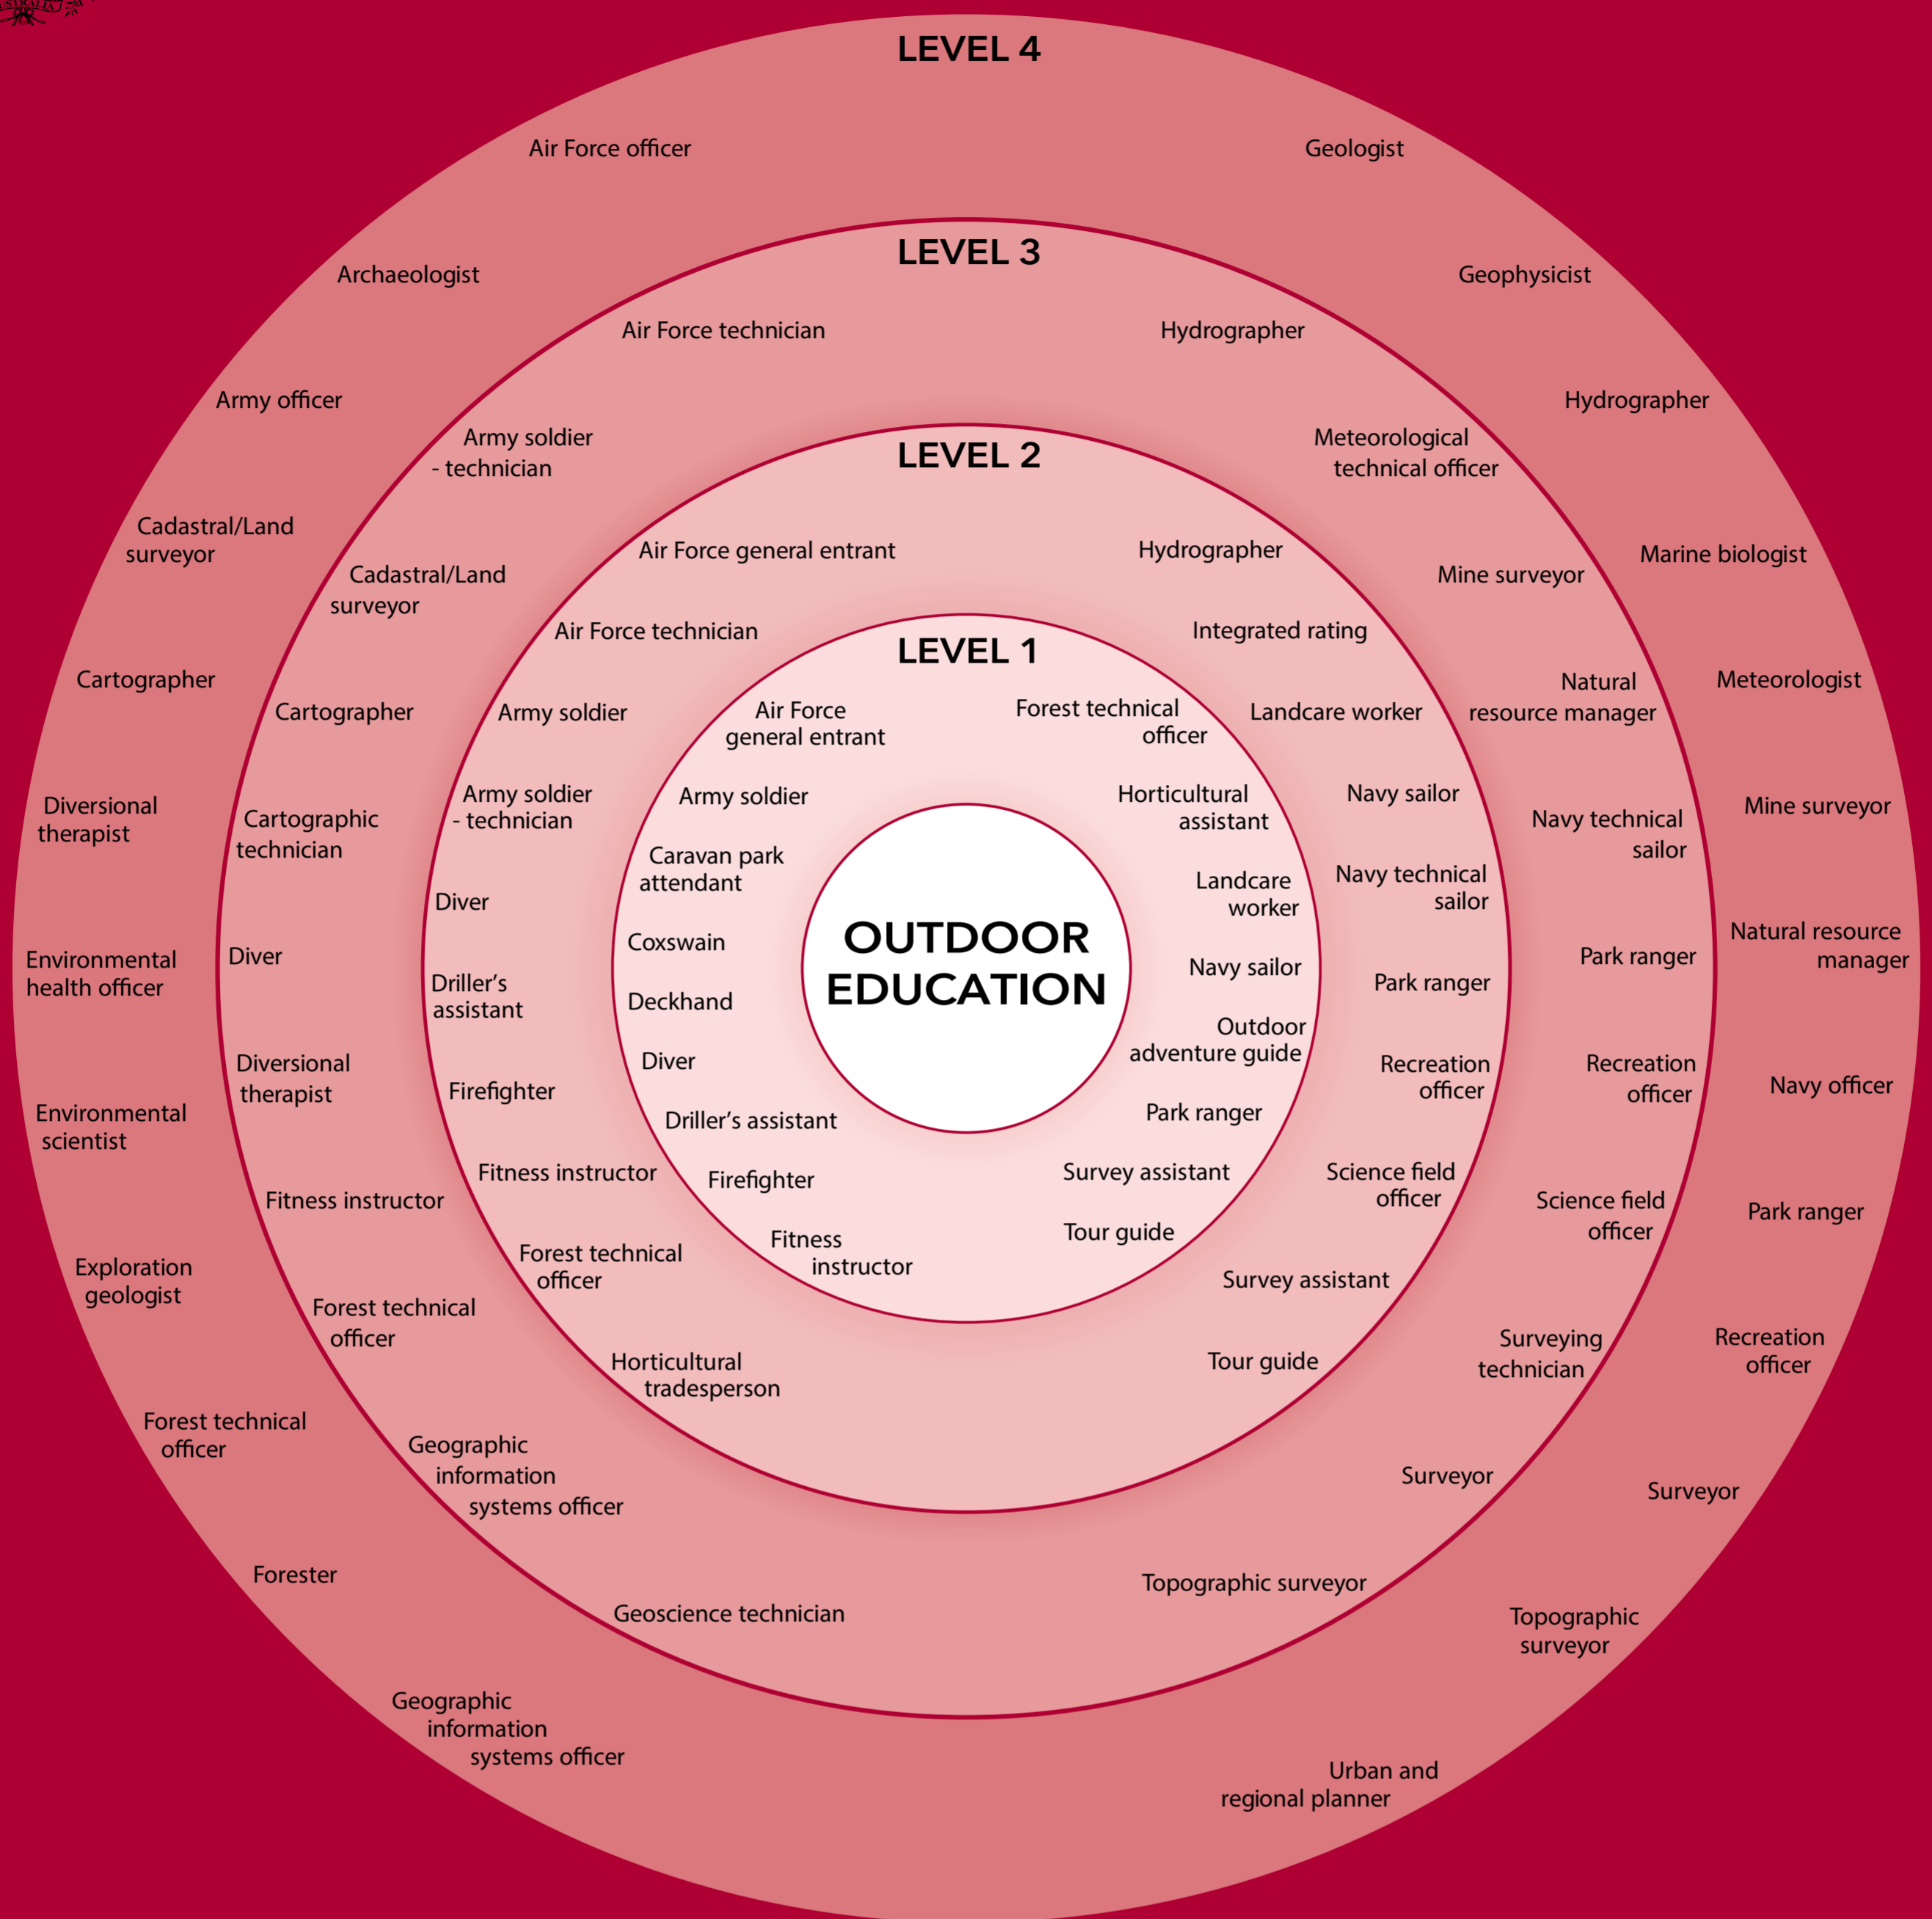 USTRALIA
LEVEL 4
Air Force officer
Archaeologist
Army officer
Cadastral/Land
surveyor
Cartographer
Diversional
therapist
Environmental
health officer
Environmental
scientist
Exploration
geologist
Forest technical
officer
Forester
Geographic
information
systems officer
Geologist
Geophysicist
Hydrographer
Marine biologist
Meteorologist
Mine surveyor
Natural resource
manager
Navy officer
Park ranger
Recreation
officer
Surveyor
Topographic
surveyor
Urban and
regional planner
LEVEL 3
Air Force technician
Army soldier
- technician
Cadastral/Land
surveyor
Cartographer
Cartographic
technician
Diver
Diversional
therapist
Fitness instructor
Forest technical
officer
Geographic
information
systems officer
Geoscience technician
Hydrographer
Meteorological
technical officer
Mine surveyor
Natural
resource manager
Navy technical
sailor
Park ranger
Recreation
officer
Science field
officer
Surveying
technician
Surveyor
Topographic surveyor
LEVEL 2
Air Force general entrant
Air Force technician
Army soldier
Army soldier
- technician
Diver
Driller’s
assistant
Firefighter
Fitness instructor
Forest technical
officer
Horticultural
tradesperson
Hydrographer
Integrated rating
Landcare worker
Navy sailor
Navy technical
sailor
Park ranger
Recreation
officer
Science field
officer
Survey assistant
Tour guide
LEVEL 1
Air Force
general entrant
Army soldier
Caravan park
attendant
Coxswain
Deckhand
Diver
Driller’s assistant
Firefighter
Fitness
instructor
Forest technical
officer
Horticultural
assistant
Landcare
worker
Navy sailor
Outdoor
adventure guide
Park ranger
Survey assistant
Tour guide
OUTDOOR
EDUCATION